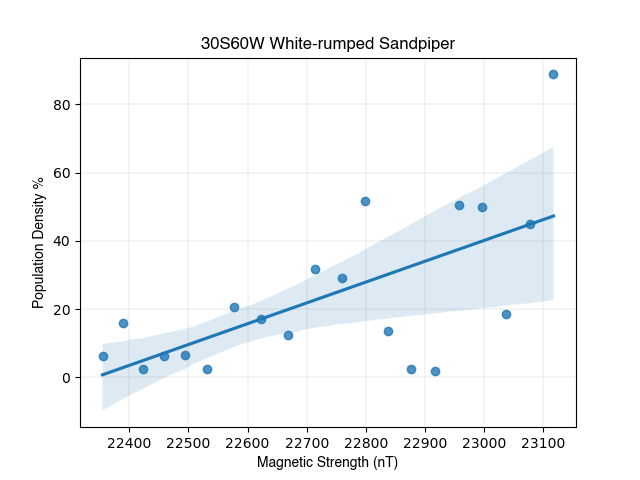 30S60W White-rumped Sandpiper
Population Density %
80
60
40
20
0
22400 22500 22600 22700 22800 22900 23000 23100
Magnetic Strength (nT)